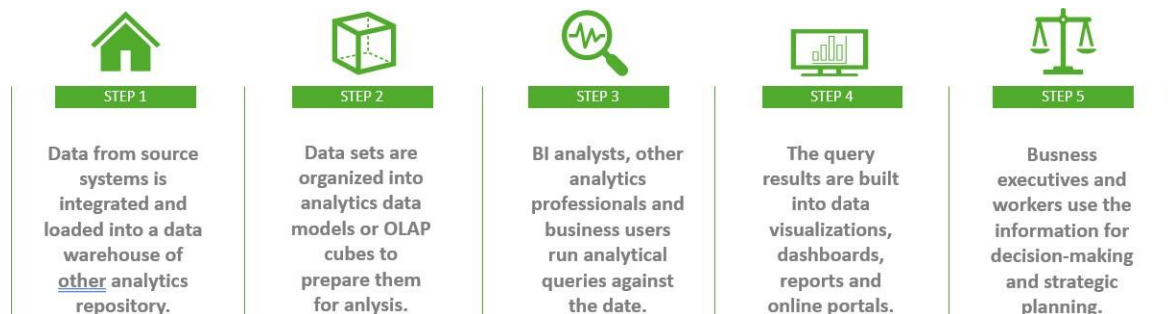 STEP 1
Data from source
systems is
integrated and
loaded into a data
warehouse of
other analytics
repository.
STEP 2
Data sets are
organized into
analytics data
models or OLAP
cubes to
prepare them
for anlysis.
STEP 3
BI analysts, other
analytics
professionals and
business users
run analytical
queries against
the date.
STEP 4
The query
results are built
into data
visualizations,
dashboards,
reports and
online portals.
STEP 5
Busness
executives and
workers use the
information for
decision-making
and strategic
planning.